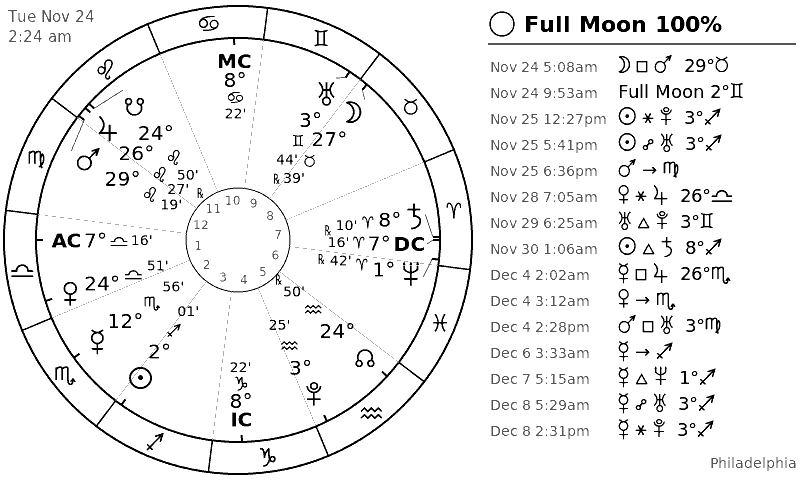 Tue Nov 24
2:24 am
MC
8°
♋
22'
♅
3°
♊
44'
☽
27°
♉
℞ 39'
☋
24°
♌
50'
℞
♃
26°
♌
27'
♂
29°
♌
19'
AC 7° ♎ 16'
♀ 24° ♎ 51'
☿ 12° ♏ 56'
☉ 2° ♐ 01'
22'
♑
8°
IC
♇ 3° ♒ 25'
☊ 24° ♒ 50' ℞
℞ 10' ♈ 8° ♄
16' ♈ 7° DC
℞ 42' ♈ 1° ♆
1
2
3
4
5
6
7
8
9
10
11
12
♋
♊
♉
♈
♓
♒
♑
♐
♏
♎
♍
♌
Full Moon 100%
Nov 24 5:08am ☽ □ ♂ 29°♉
Nov 24 9:53am Full Moon 2°♊
Nov 25 12:27pm ☉ ⚹ ♇ 3°♐
Nov 25 5:41pm ☉ ☍ ♅ 3°♐
Nov 25 6:36pm ♂ → ♍
Nov 28 7:05am ♀ ⚹ ♃ 26°♎
Nov 29 6:25am ♅ △ ♇ 3°♊
Nov 30 1:06am ☉ △ ♄ 8°♐
Dec 4 2:02am ☿ □ ♃ 26°♏
Dec 4 3:12am ♀ → ♏
Dec 4 2:28pm ♂ □ ♅ 3°♍
Dec 6 3:33am ☿ → ♐
Dec 7 5:15am ☿ △ ♆ 1°♐
Dec 8 5:29am ☿ ☍ ♅ 3°♐
Dec 8 2:31pm ☿ ⚹ ♇ 3°♐
Philadelphia